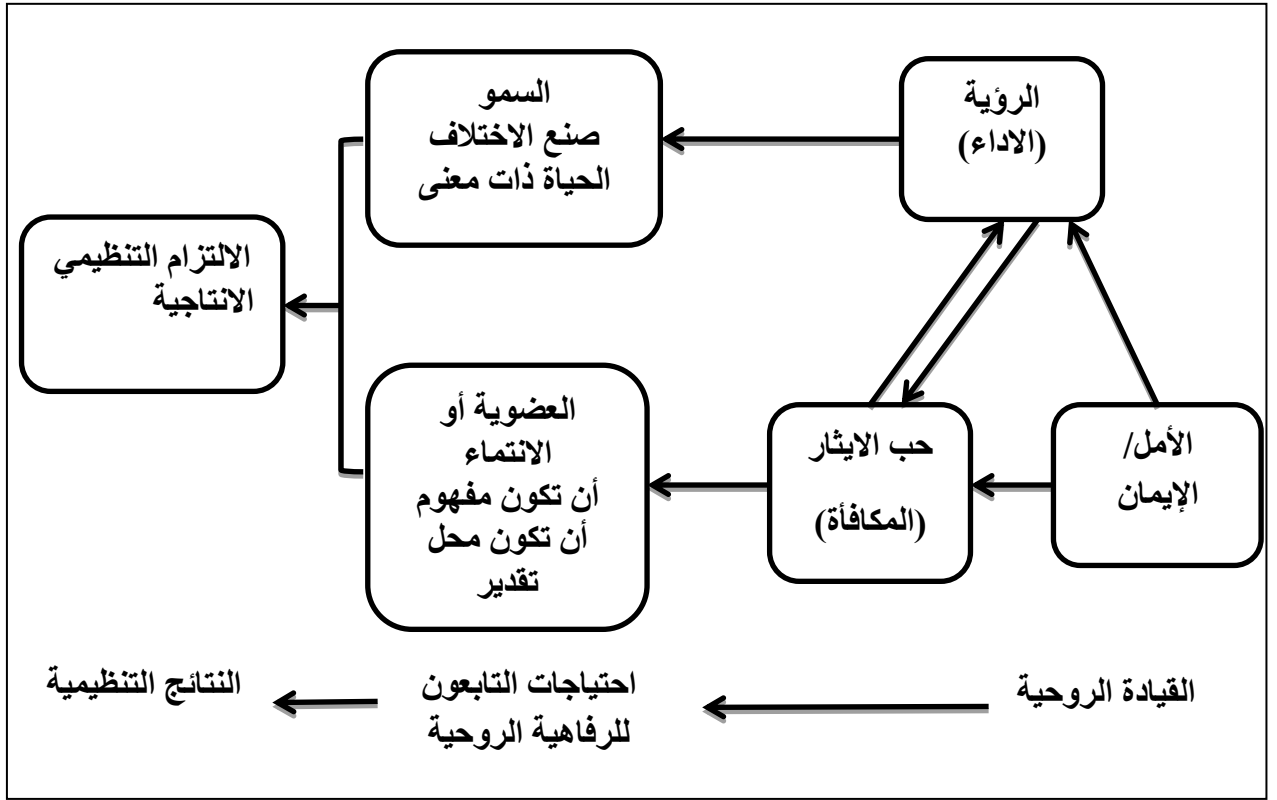 الرؤية
(الاداء)
السمو
صنع الاختلاف
الحياة ذات معنى
الالتزام التنظيمي
الانتاجية
الأمل/
الإيمان
حب الايثار
(المكافأة)
العضوية أو
الانتماء
أن تكون مفهوم
أن تكون محل
تقدير
القيادة الروحية
احتياجات التابعون
للرفاهية الروحية
النتائج التنظيمية